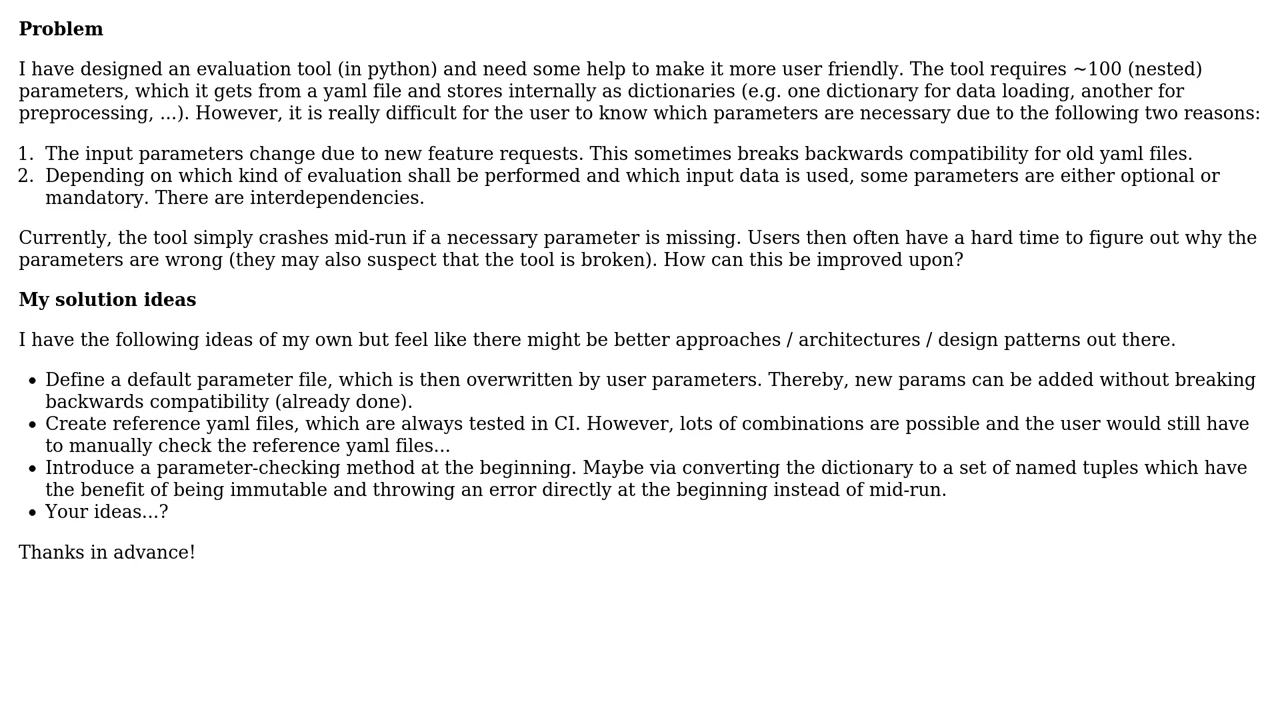 Problem
I have designed an evaluation tool (in python) and need some help to make it more user friendly. The tool requires ~100 (nested)
parameters, which it gets from a yaml file and stores internally as dictionaries (e.g. one dictionary for data loading, another for
preprocessing, ...). However, it is really difficult for the user to know which parameters are necessary due to the following two reasons:
1. The input parameters change due to new feature requests. This sometimes breaks backwards compatibility for old yaml files.
2. Depending on which kind of evaluation shall be performed and which input data is used, some parameters are either optional or
mandatory. There are interdependencies.
Currently, the tool simply crashes mid-run if a necessary parameter is missing. Users then often have a hard time to figure out why the
parameters are wrong (they may also suspect that the tool is broken). How can this be improved upon?
My solution ideas
I have the following ideas of my own but feel like there might be better approaches / architectures / design patterns out there.
• Define a default parameter file, which is then overwritten by user parameters. Thereby, new params can be added without breaking
backwards compatibility (already done).
• Create reference yaml files, which are always tested in CI. However, lots of combinations are possible and the user would still have
to manually check the reference yaml files...
• Introduce a parameter-checking method at the beginning. Maybe via converting the dictionary to a set of named tuples which have
the benefit of being immutable and throwing an error directly at the beginning instead of mid-run.
• Your ideas...?
Thanks in advance!